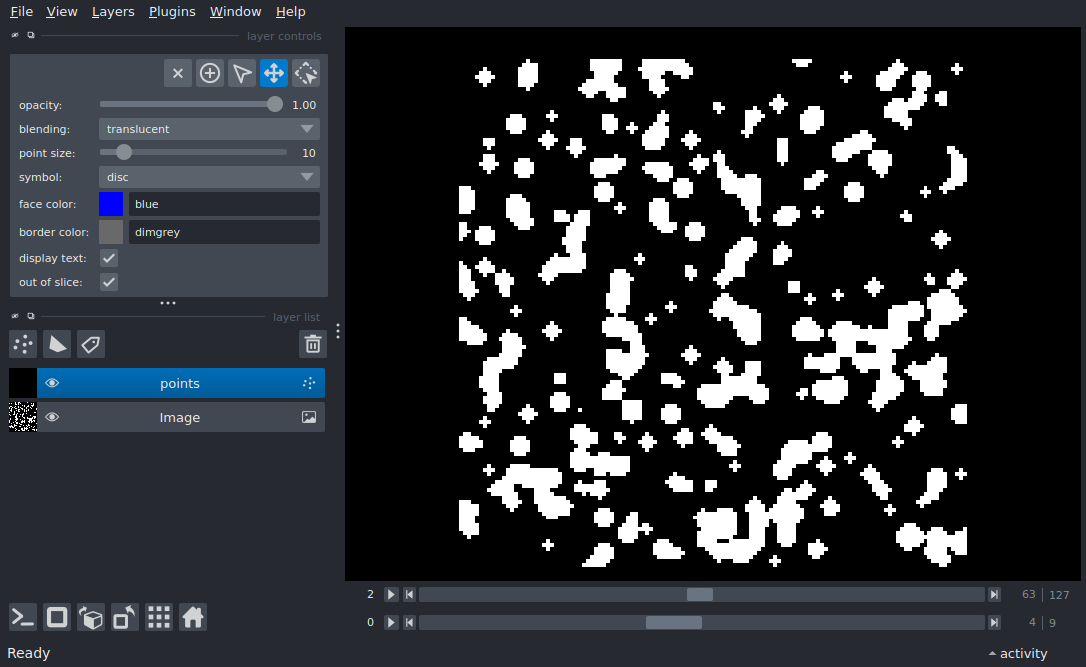 File View Layers Plugins Window Help
layer controls
opacity: 1.00
blending: translucent
point size: 10
symbol: disc
face color: blue
border color: dimgrey
display text:
out of slice:
layer list
points
Image
2 63 127
0 4 9
Ready activity